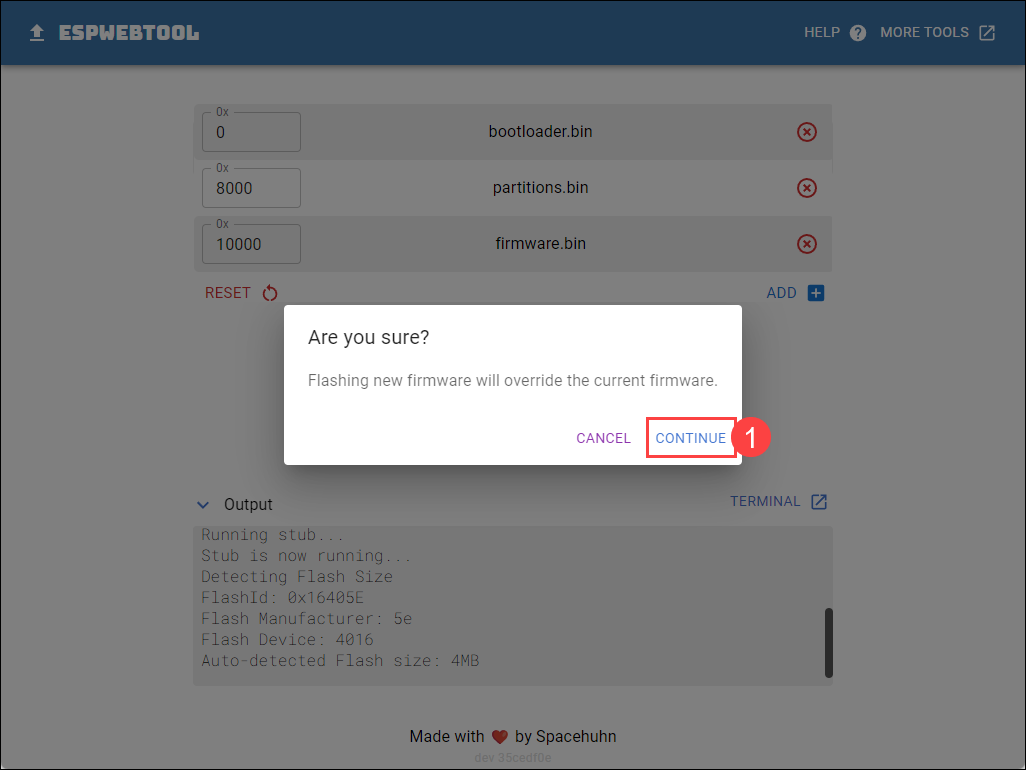 ESPWEBTOOL
HELP ? MORE TOOLS
0x
0
bootloader.bin
0x
8000
partitions.bin
0x
10000
firmware.bin
RESET
ADD
Are you sure?
Flashing new firmware will override the current firmware.
CANCEL
CONTINUE
1
Output
TERMINAL
Running stub...
Stub is now running...
Detecting Flash Size
FlashId: 0x16405E
Flash Manufacturer: 5e
Flash Device: 4016
Auto-detected Flash size: 4MB
Made with ❤ by Spacehuhn
dev 35cedf0e